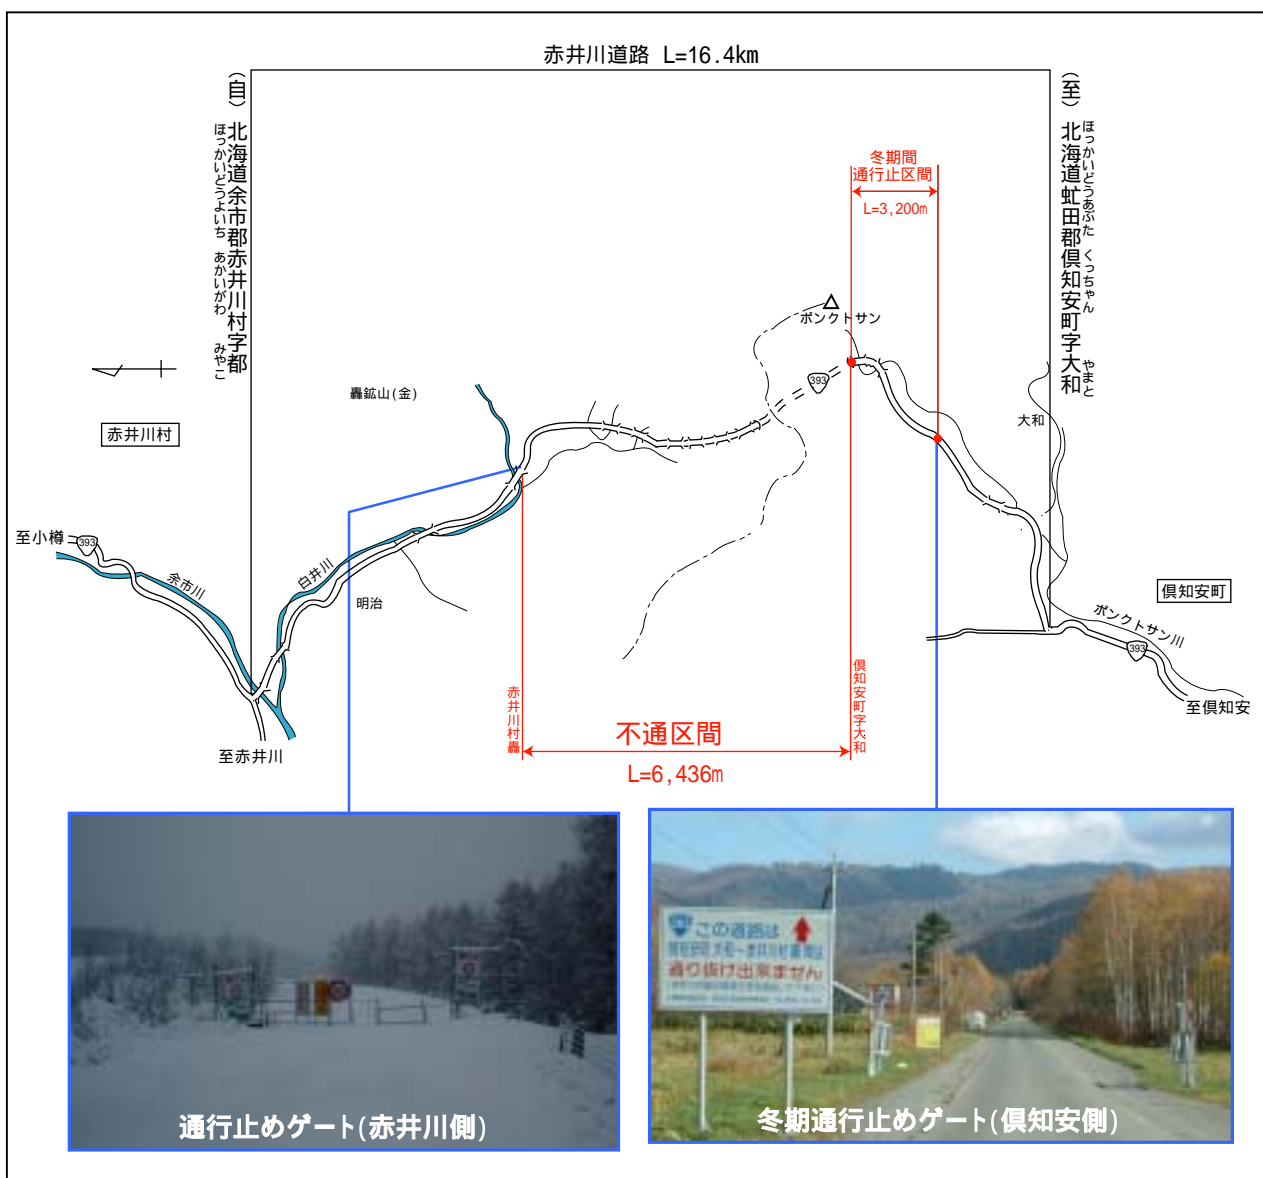 赤井川道路 L=16.4km
(自)北海道余市郡赤井川村字都
ほっかいどうよいち あかいがわ みやこ
(至)北海道虻田郡倶知安町字大和
ほっかいどうあぶた くっちゃん やまと
冬期間
通行止区間
L=3,200m
ポンクトサン
393
轟鉱山(金)
赤井川村
大和
至小樽
393
余市川
白井川
明治
倶知安町
ポンクトサン川
393
至倶知安
至赤井川
赤井川村轟
倶知安町字大和
不通区間
L=6,436m
この道路は
通り抜け出来ません
通行止めゲート(赤井川側)
冬期通行止めゲート(倶知安側)